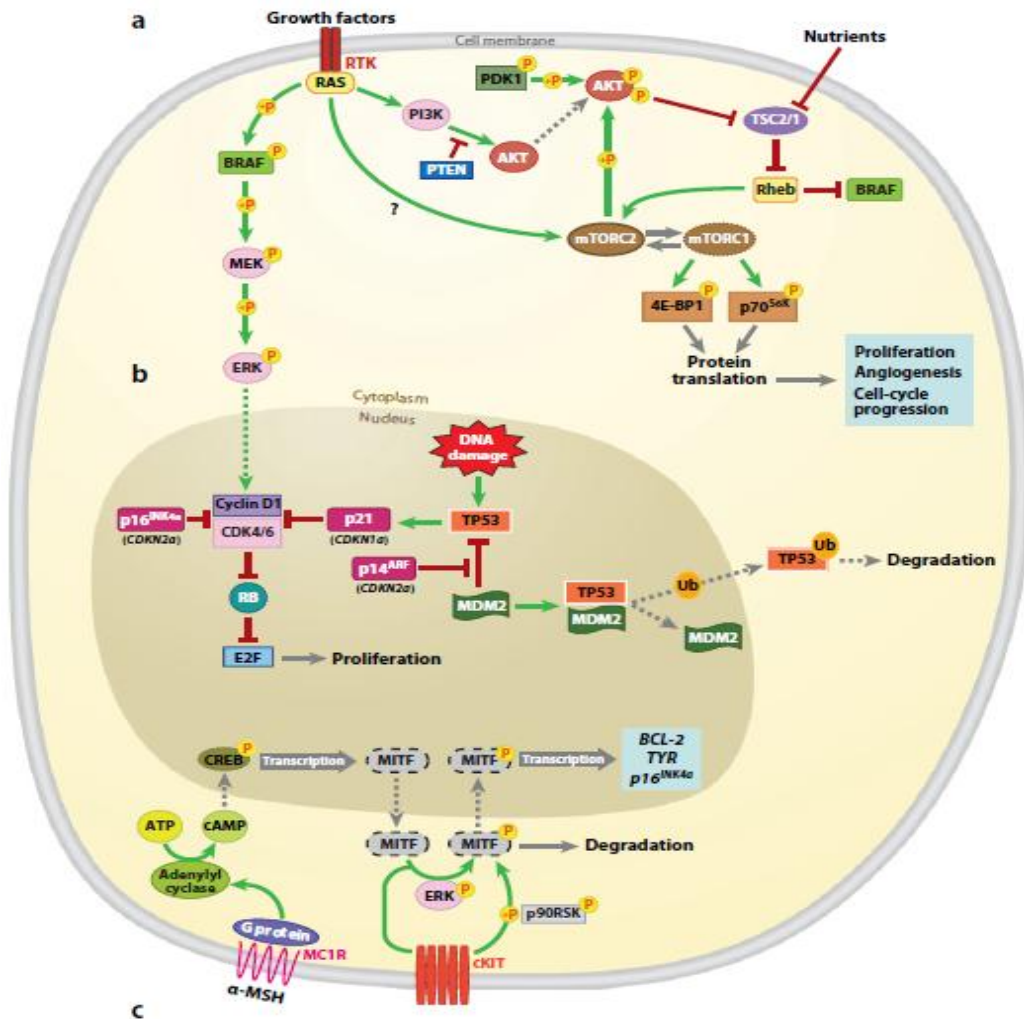 a
Growth factors
Cell membrane
Nutrients
RTK
RAS
PDK1
P
+P
AKT
P
P
TSC2/1
+P
PI3K
PTEN
AKT
BRAF
P
+P
Rheb
BRAF
?
+P
mTORC2
mTORC1
MEK
P
4E-BP1
P
p70S6K
P
+P
ERK
P
Protein
translation
Proliferation
Angiogenesis
Cell-cycle
progression
b
Cytoplasm
Nucleus
DNA
damage
p16INK4a
(CDKN2a)
Cyclin D1
CDK4/6
p21
(CDKN1a)
TP53
p14ARF
(CDKN2a)
MDM2
TP53
MDM2
Ub
TP53
Ub
Degradation
MDM2
RB
E2F
Proliferation
CREB
P
Transcription
MITF
MITF
P
Transcription
BCL-2
TYR
p16INK4a
ATP
cAMP
MITF
MITF
P
Degradation
Adenylyl
cyclase
ERK
P
+P
p90RSK
P
G protein
MC1R
α-MSH
cKIT
c